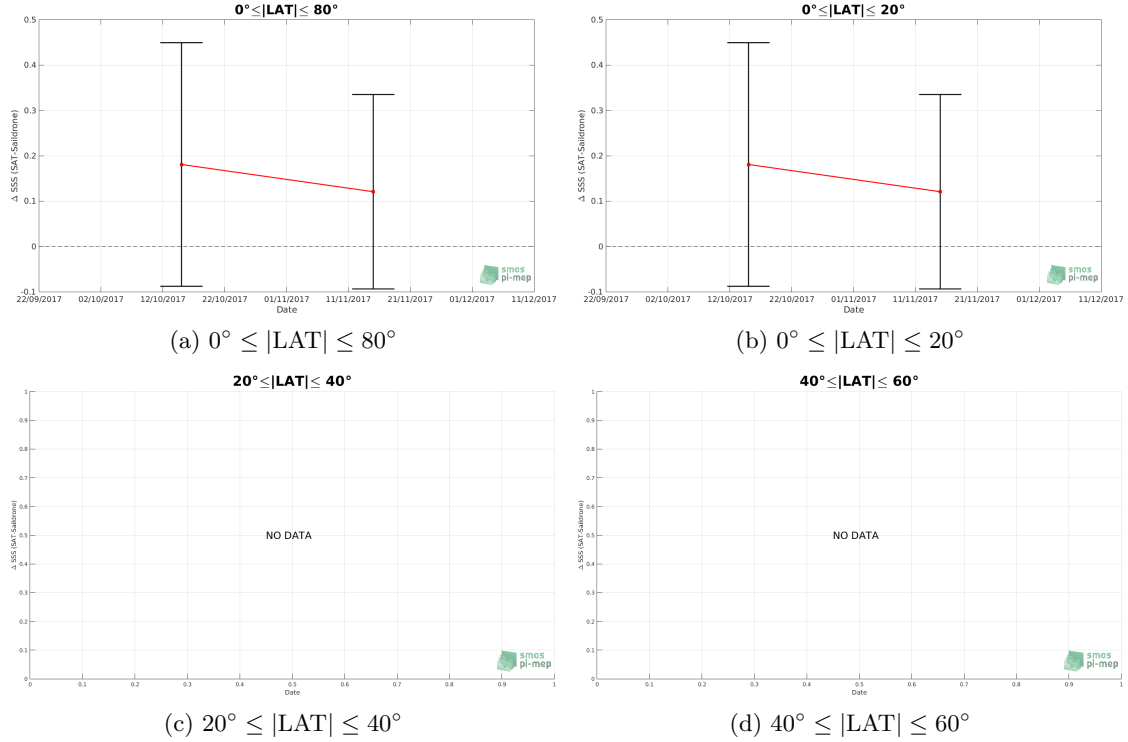 0°≤|LAT|≤ 80°
0.5
0.4
0.3
0.2
0.1
0
-0.1
Δ SSS (SAT-Saildrone)
22/09/2017 02/10/2017 12/10/2017 22/10/2017 01/11/2017 11/11/2017 21/11/2017 01/12/2017 11/12/2017
Date
smos
pi-mep
(a) 0° ≤ |LAT| ≤ 80°
0°≤|LAT|≤ 20°
0.5
0.4
0.3
0.2
0.1
0
-0.1
Δ SSS (SAT-Saildrone)
22/09/2017 02/10/2017 12/10/2017 22/10/2017 01/11/2017 11/11/2017 21/11/2017 01/12/2017 11/12/2017
Date
smos
pi-mep
(b) 0° ≤ |LAT| ≤ 20°
20°≤|LAT|≤ 40°
1
0.9
0.8
0.7
0.6
0.5
0.4
0.3
0.2
0.1
0
Δ SSS (SAT-Saildrone)
NO DATA
0 0.1 0.2 0.3 0.4 0.5 0.6 0.7 0.8 0.9 1
Date
smos
pi-mep
(c) 20° ≤ |LAT| ≤ 40°
40°≤|LAT|≤ 60°
1
0.9
0.8
0.7
0.6
0.5
0.4
0.3
0.2
0.1
0
Δ SSS (SAT-Saildrone)
NO DATA
0 0.1 0.2 0.3 0.4 0.5 0.6 0.7 0.8 0.9 1
Date
smos
pi-mep
(d) 40° ≤ |LAT| ≤ 60°